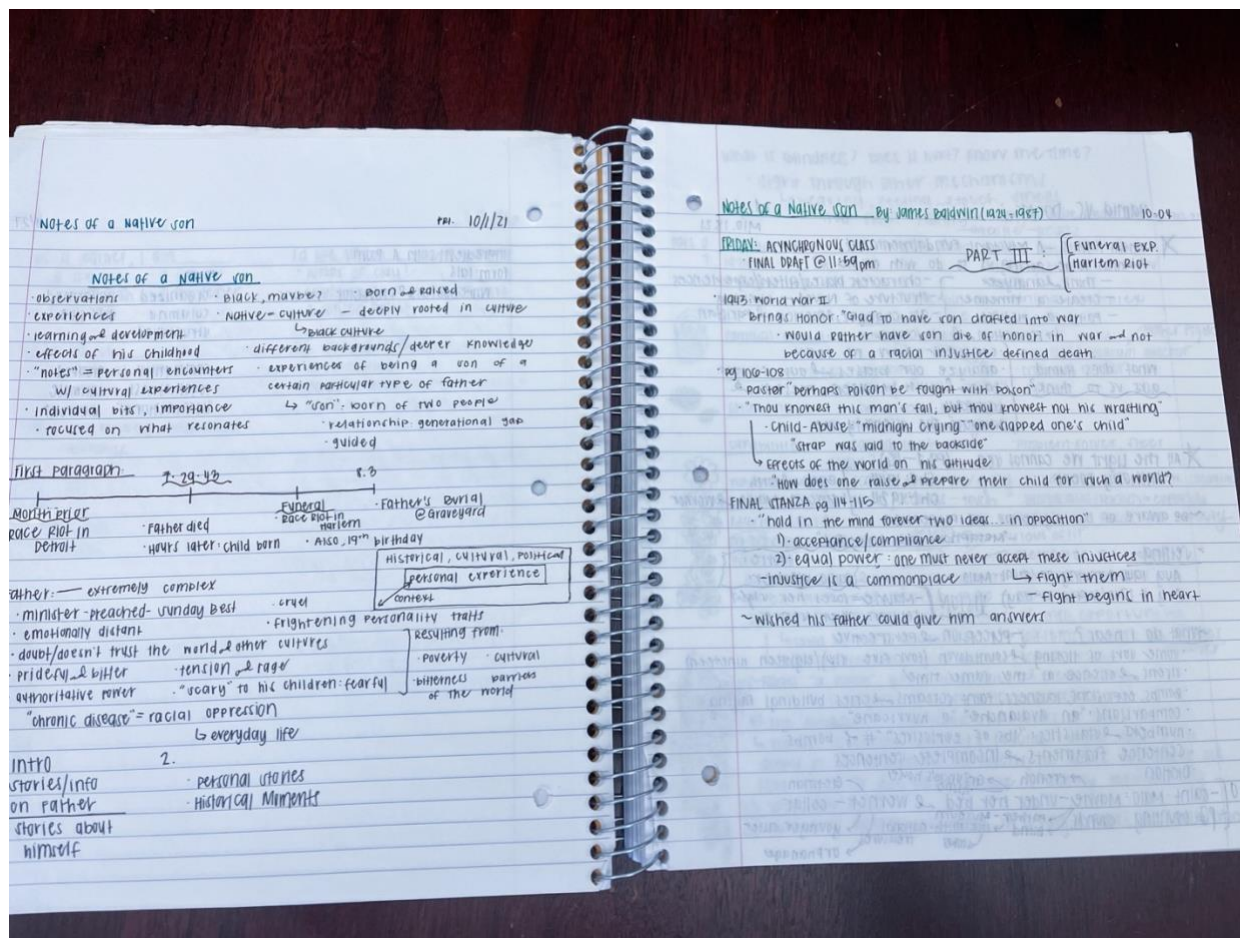 Notes of a Native Son
FRI. 10/1/21
Notes of a Native Son
· observations · Black, maybe? · Born & raised
· experiences · Native-culture – deeply rooted in culture
· learning & development ↳ Black culture
· effects of his childhood · different backgrounds/deeper knowledge
· "notes" = personal encounters · experiences of being a son of a
w/ cultural experiences certain particular type of father
· individual bits, importance ↳ "son": born of two people
· focused on what resonates · relationship generational gap
· guided
First paragraph:
7·29·43 8.3
Month Prior Funeral · Father's Burial
Race Riot in · Father died · Race Riot in Harlem @Graveyard
Detroit · Hours later: child born · Also, 19th birthday
Historical, cultural, political
personal experience
context
ather: — extremely complex
· minister-preached-Sunday best · cruel
· emotionally distant · frightening personality traits
· doubt/doesn't trust the world & other cultures Resulting from:
· prideful & bitter · tension & rage · Poverty · cultural barriers
authoritative power · "scary" to his children: fearful · bitterness of the world
"chronic disease" = racial oppression
↳ everyday life
intro 2.
stories/info · personal stories
on father · Historical Moments
stories about
himself
Notes of a Native Son By: James Baldwin (1924-1987) 10·04
FRIDAY: ASYNCHRONOUS CLASS
· FINAL DRAFT @ 11:59pm
PART III : Funeral EXP.
Harlem Riot
· 1943 World War II
Brings Honor "Glad to have son drafted into war
· Would rather have son die of honor in war and not
because of a racial injustice defined death
· pg 106-108
" Pastor "perhaps poison be fought with poison"
· "Thou knowest this man's fall, but thou knowest not his wrasthing"
· Child-Abuse "midnight crying" "one slapped one's child"
"strap was laid to the backside"
↳ Effects of the world on his attitude
· "How does one raise & prepare their child for such a world?
FINAL STANZA pg 114-115
· "hold in the mind forever two ideas... in opposition"
1)· acceptance/compliance
2)· equal power : one must never accept these injustices
-injustice is a commonplace ↳ fight them
– fight begins in heart
~ wished his father could give him answers